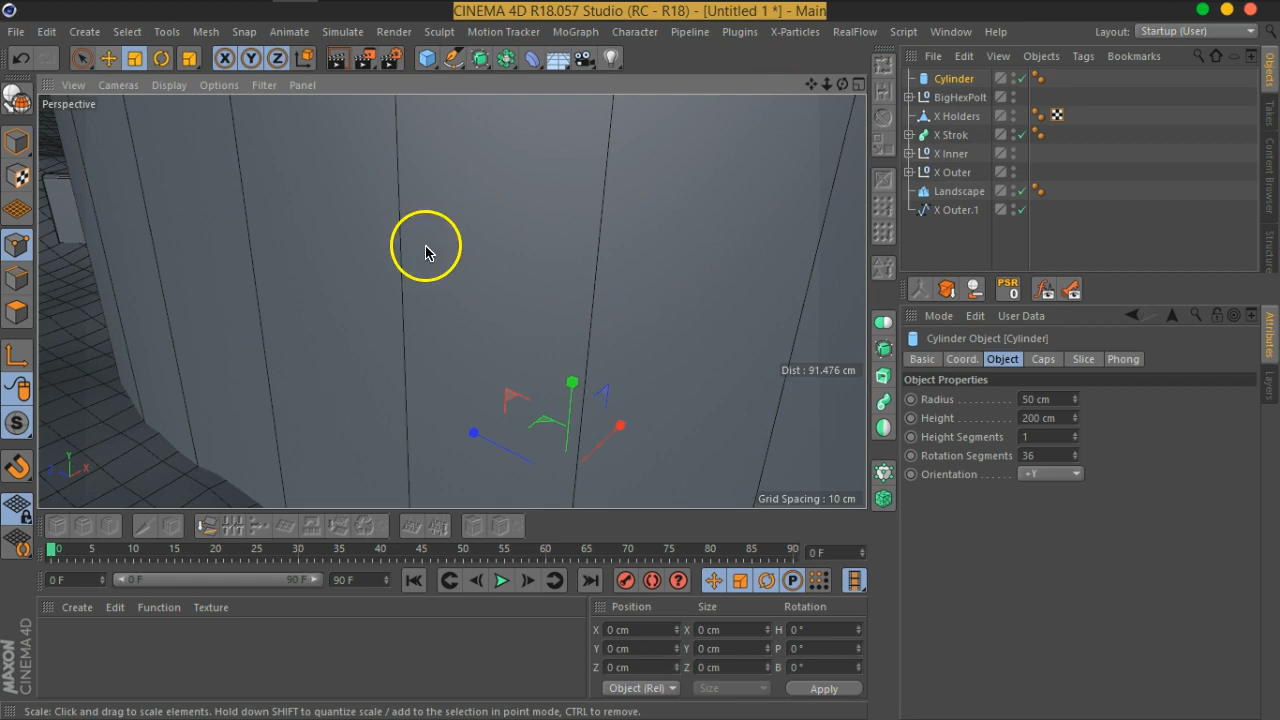 CINEMA 4D R18.057 Studio (RC - R18) - [Untitled 1 *] - Main
File Edit Create Select Tools Mesh Snap Animate Simulate Render Sculpt Motion Tracker MoGraph Character Pipeline Plugins X-Particles RealFlow Script Window Help Layout: Startup (User)
X Y Z
File Edit View Objects Tags Bookmarks
View Cameras Display Options Filter Panel
Perspective
Cylinder
BigHexPolt
X Holders
X Strok
X Inner
X Outer
Landscape
X Outer.1
Objects
Takes
Content Browser
Structure
PSR
0
Mode Edit User Data
Cylinder Object [Cylinder]
Basic Coord. Object Caps Slice Phong
Object Properties
Radius 50 cm
Height 200 cm
Height Segments 1
Rotation Segments 36
Orientation +Y
Attributes
Layers
Dist : 91.476 cm
Y
X
Z
Grid Spacing : 10 cm
0 5 10 15 20 25 30 35 40 45 50 55 60 65 70 75 80 85 90 0 F
0 F 0 F 90 F 90 F
Create Edit Function Texture
Position Size Rotation
X 0 cm X 0 cm H 0 °
Y 0 cm Y 0 cm P 0 °
Z 0 cm Z 0 cm B 0 °
Object (Rel) Size Apply
MAXON
CINEMA 4D
Scale: Click and drag to scale elements. Hold down SHIFT to quantize scale / add to the selection in point mode, CTRL to remove.